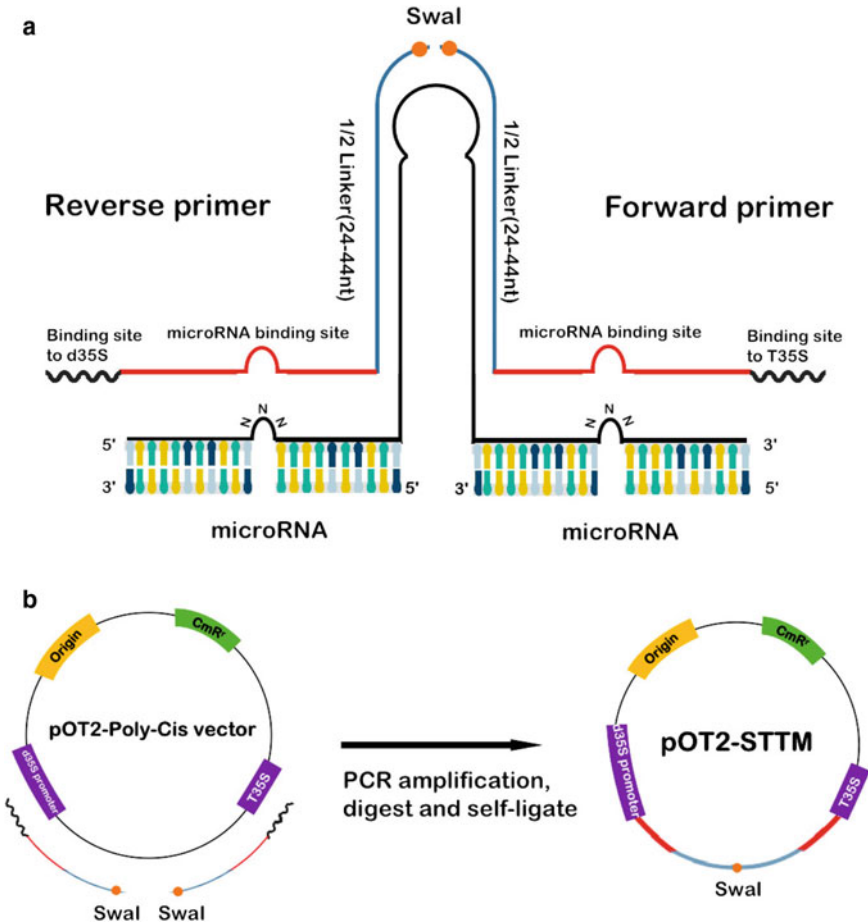 a
SwaI
1/2 Linker(24-44nt)
1/2 Linker(24-44nt)
Reverse primer
Forward primer
Binding site
to d35S
microRNA binding site
microRNA binding site
Binding site
to T35S
N
N
N
N
5'
3'
3'
5'
3'
5'
microRNA
microRNA
b
Origin
CmRʳ
pOT2-Poly-Cis vector
d35S promoter
T35S
SwaI
SwaI
PCR amplification,
digest and self-ligate
Origin
CmRʳ
pOT2-STTM
d35S promoter
T35S
SwaI